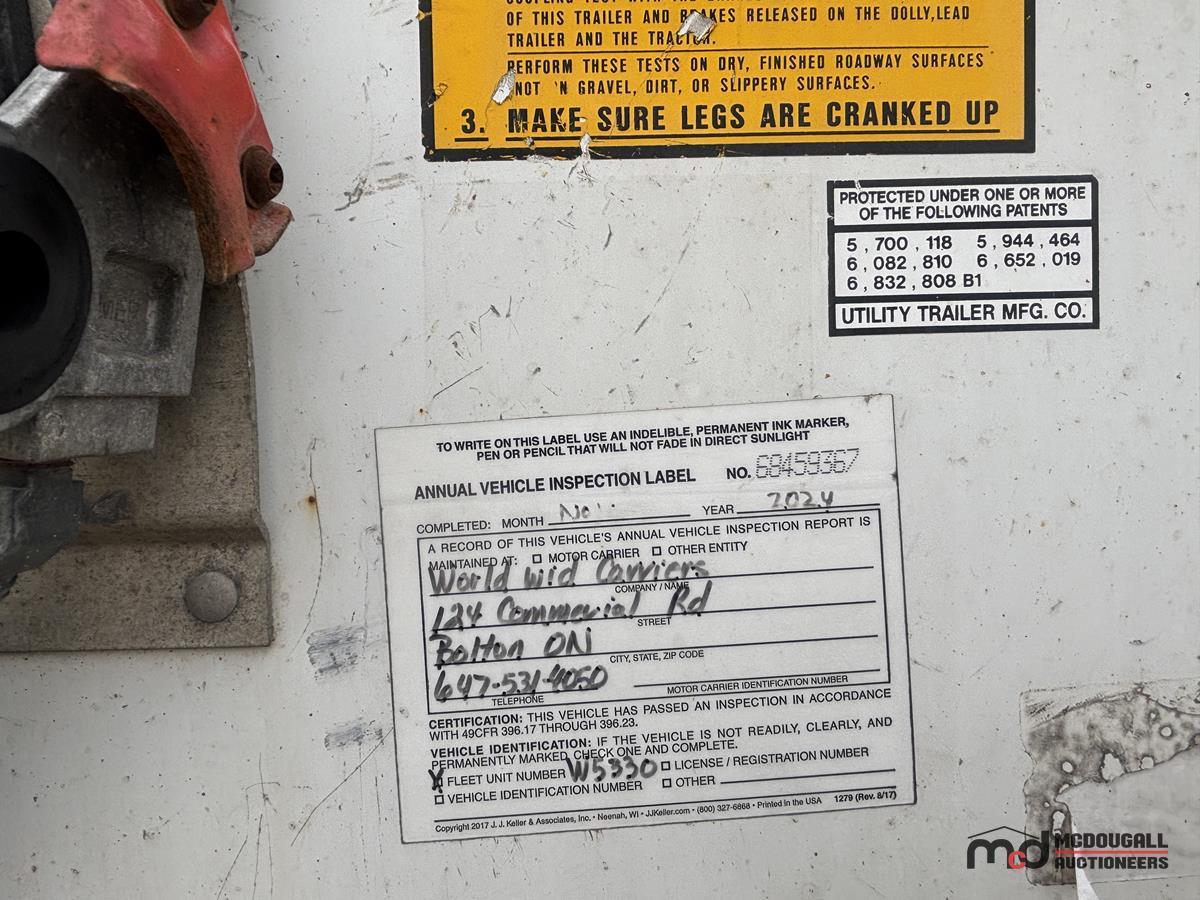 OF THIS TRAILER AND BRAKES RELEASED ON THE DOLLY,LEAD
TRAILER AND THE TRACTOR.
PERFORM THESE TESTS ON DRY, FINISHED ROADWAY SURFACES
NOT 'N GRAVEL, DIRT, OR SLIPPERY SURFACES.
3. MAKE SURE LEGS ARE CRANKED UP
PROTECTED UNDER ONE OR MORE
OF THE FOLLOWING PATENTS
5,700,118 5,944,464
6,082,810 6,652,019
6,832,808 B1
UTILITY TRAILER MFG. CO.
TO WRITE ON THIS LABEL USE AN INDELIBLE, PERMANENT INK MARKER,
PEN OR PENCIL THAT WILL NOT FADE IN DIRECT SUNLIGHT
ANNUAL VEHICLE INSPECTION LABEL NO. 68459367
COMPLETED: MONTH YEAR 2024
A RECORD OF THIS VEHICLE'S ANNUAL VEHICLE INSPECTION REPORT IS
MAINTAINED AT: MOTOR CARRIER OTHER ENTITY
World wid Carriers
COMPANY / NAME
124 Commercial Rd
STREET
Bolton ON
CITY, STATE, ZIP CODE
647-531-4050
TELEPHONE MOTOR CARRIER IDENTIFICATION NUMBER
CERTIFICATION: THIS VEHICLE HAS PASSED AN INSPECTION IN ACCORDANCE
WITH 49CFR 396.17 THROUGH 396.23.
VEHICLE IDENTIFICATION: IF THE VEHICLE IS NOT READILY, CLEARLY, AND
PERMANENTLY MARKED, CHECK ONE AND COMPLETE.
X FLEET UNIT NUMBER W5330 LICENSE / REGISTRATION NUMBER
VEHICLE IDENTIFICATION NUMBER OTHER
Copyright 2017 J. J. Keller & Associates, Inc. • Neenah, WI • JJKeller.com • (800) 327-6868 • Printed in the USA 1279 (Rev. 8/17)
mcd MCDOUGALL
AUCTIONEERS